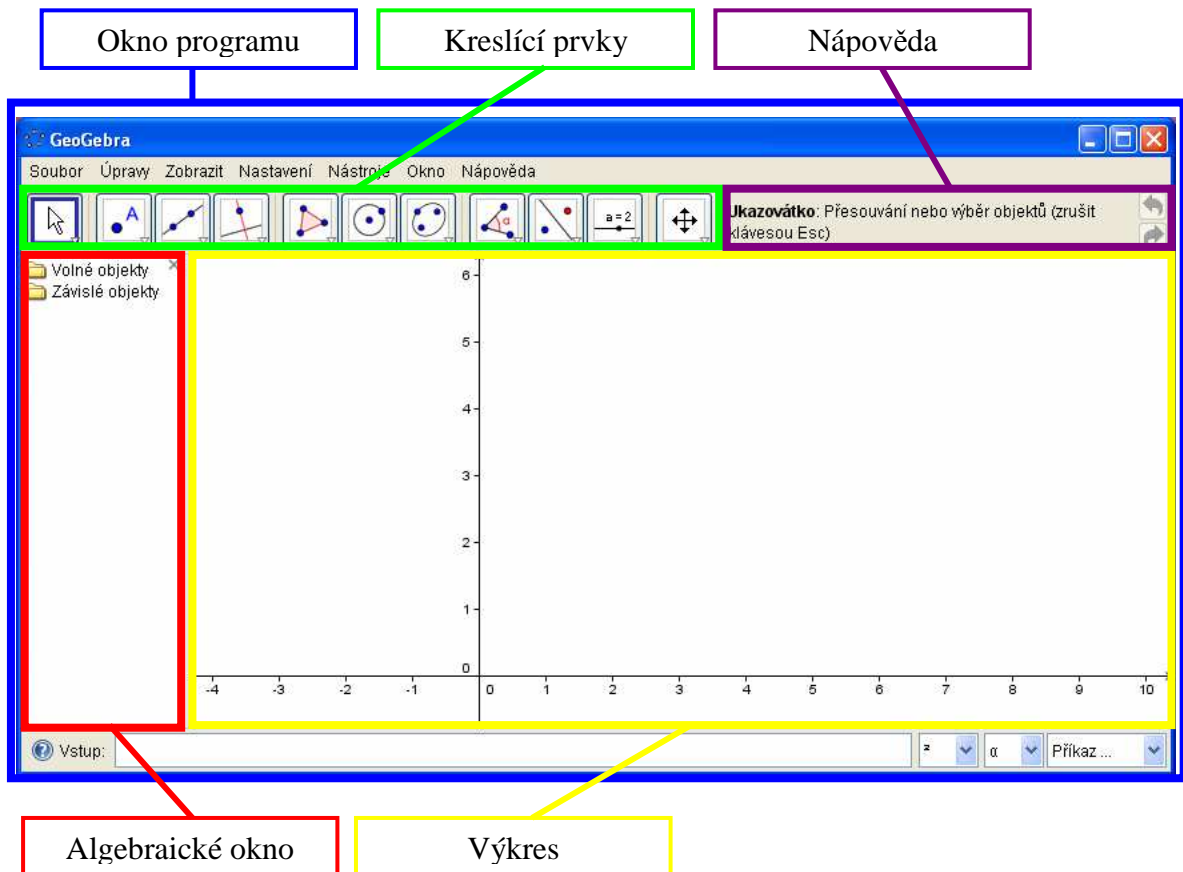 Okno programu
Kreslící prvky
Nápověda
GeoGebra
Soubor Úpravy Zobrazit Nastavení Nástroje Okno Nápověda
A
α
a = 2
Ukazovátko: Přesouvání nebo výběr objektů (zrušit
klávesou Esc)
Volné objekty
Závislé objekty
6
5
4
3
2
1
0
-4 -3 -2 -1 0 1 2 3 4 5 6 7 8 9 10
Vstup:
² α Příkaz ...
Algebraické okno
Výkres